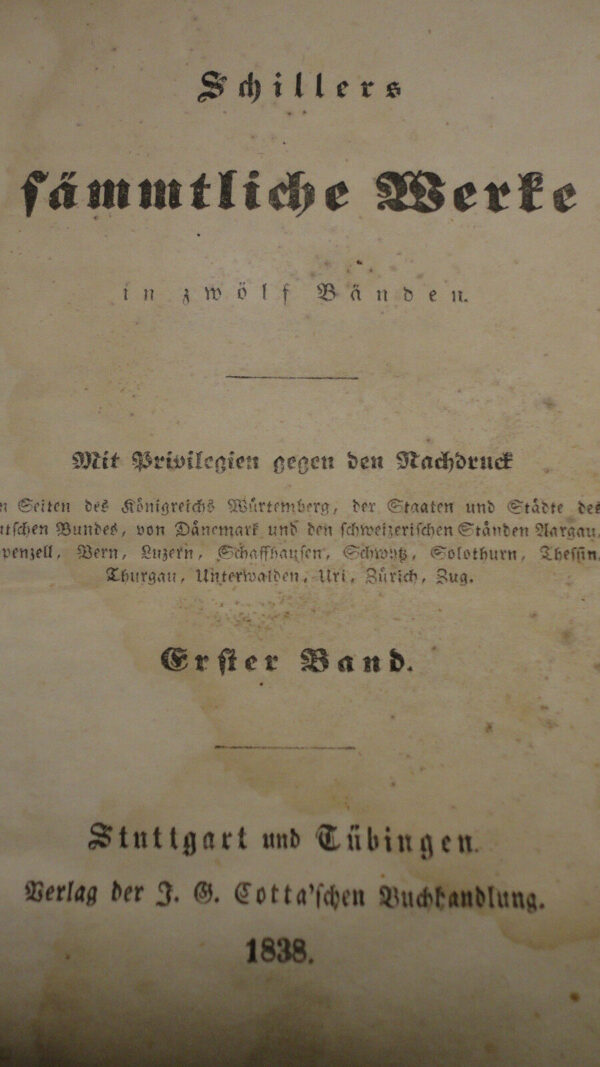 Schillers
sämmtliche Werke
in zwölf Bänden.
Mit Privilegien gegen den Nachdruck
n Seiten des Königreichs Würtemberg, der Staaten und Städte des
utschen Bundes, von Dänemark und den schweizerischen Ständen Aargau,
penzell, Bern, Luzern, Schaffhausen, Schwytz, Solothurn, Thessin,
Thurgau, Unterwalden, Uri, Zürich, Zug.
Erster Band.
Stuttgart und Tübingen.
Verlag der J. G. Cotta'schen Buchhandlung.
1838.